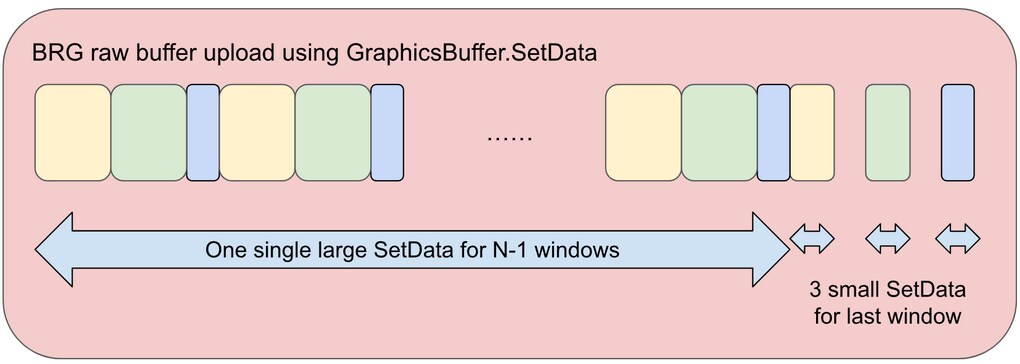 BRG raw buffer upload using GraphicsBuffer.SetData
......
One single large SetData for N-1 windows
3 small SetData
for last window